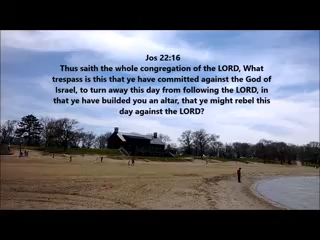 Jos 22:16
Thus saith the whole congregation of the LORD, What
trespass is this that ye have committed against the God of
Israel, to turn away this day from following the LORD, in
that ye have builded you an altar, that ye might rebel this
day against the LORD?